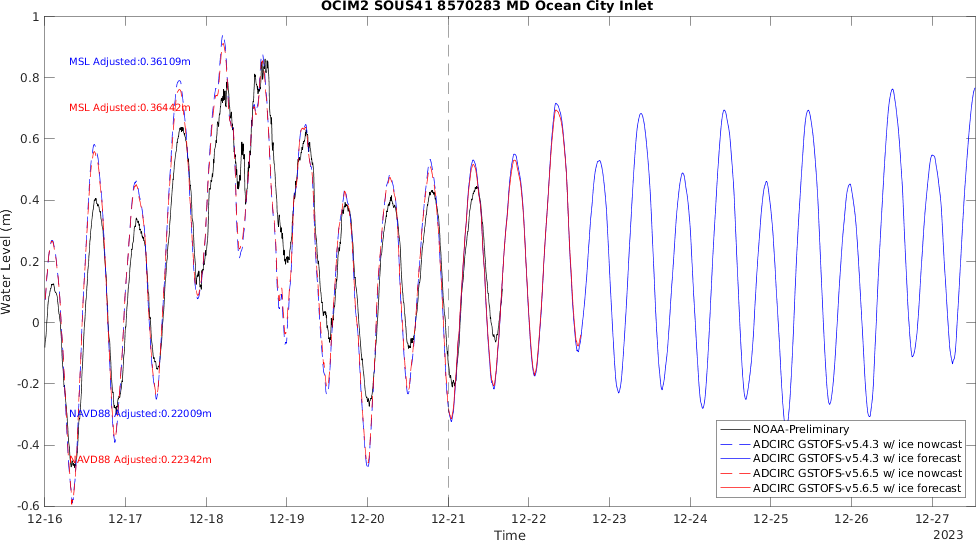 OCIM2 SOUS41 8570283 MD Ocean City Inlet
1
0.8
0.6
0.4
0.2
0
-0.2
-0.4
-0.6
Water Level (m)
MSL Adjusted:0.36109m
MSL Adjusted:0.36442m
NAVD88 Adjusted:0.22009m
NAVD88 Adjusted:0.22342m
NOAA-Preliminary
ADCIRC GSTOFS-v5.4.3 w/ ice nowcast
ADCIRC GSTOFS-v5.4.3 w/ ice forecast
ADCIRC GSTOFS-v5.6.5 w/ ice nowcast
ADCIRC GSTOFS-v5.6.5 w/ ice forecast
12-16 12-17 12-18 12-19 12-20 12-21 12-22 12-23 12-24 12-25 12-26 12-27
Time
2023